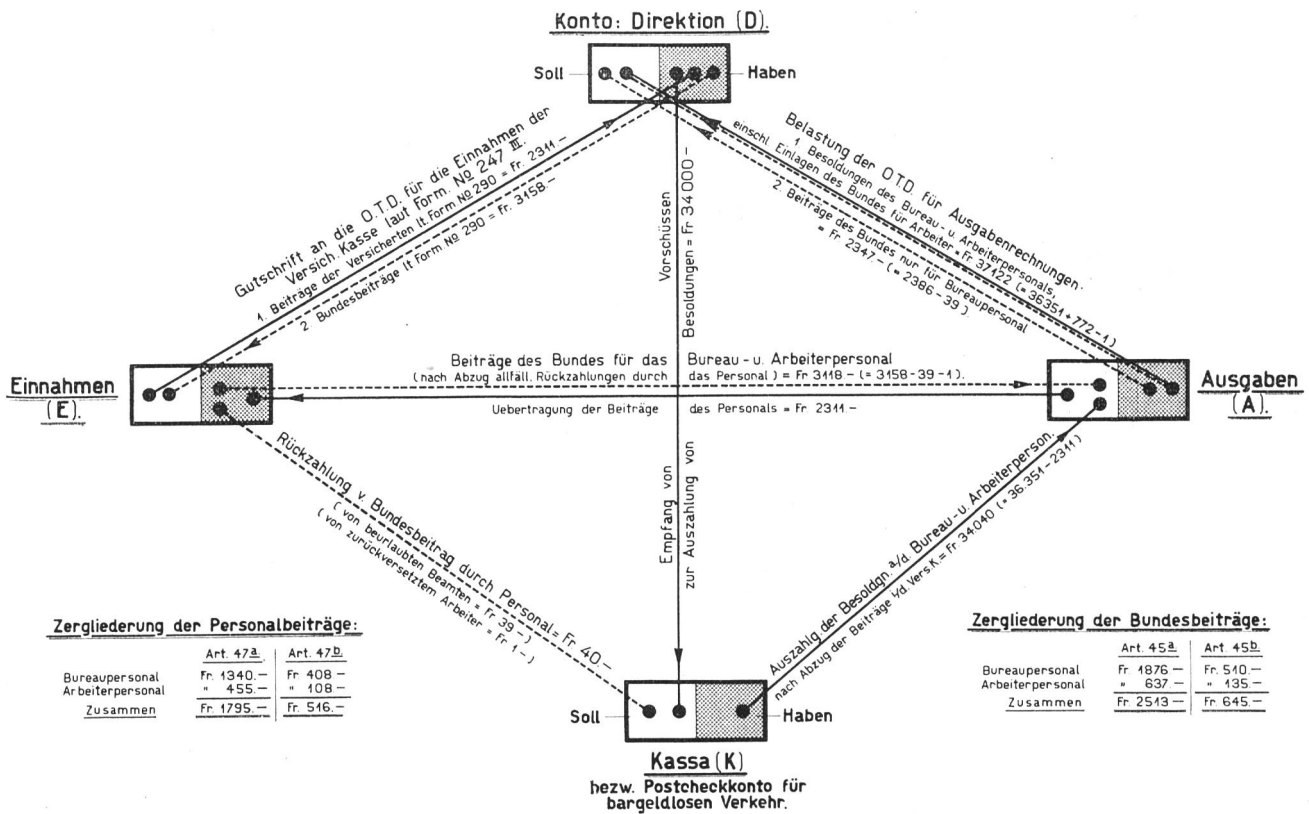 Konto: Direktion (D).
Soll
Haben
Gutschrift an die O.T.D. für die Einnahmen der
Versich. Kasse laut Form. No 247 III.
1. Beiträge der Versicherten lt. Form No 290 = Fr. 2311.–
2. Bundesbeiträge lt Form No 290 = Fr. 3158.–
Belastung der O.T.D. für Ausgabenrechnungen.
1. Besoldungen des Bureau- u. Arbeiterpersonals,
einschl. Einlagen des Bundes für Arbeiter = Fr 37122 (= 36351 + 772 - 1)
2. Beiträge des Bundes nur für Bureaupersonal
= Fr 2347.– (= 2386 - 39).
Vorschüssen
Besoldungen = Fr 34 000 –
Einnahmen
(E).
Beiträge des Bundes für das Bureau - u. Arbeiterpersonal
(nach Abzug allfäll. Rückzahlungen durch das Personal) = Fr 3118 – (= 3158 - 39 - 1).
Uebertragung der Beiträge des Personals = Fr. 2311.–
Ausgaben
(A).
Empfang von
zur Auszahlung von
Rückzahlung v. Bundesbeitrag durch Personal = Fr 40.–
(von beurlaubten Beamten = Fr 39 –)
(von zurückversetztem Arbeiter = Fr 1 –)
Auszahlg der Besoldgn. a/d. Bureau - u. Arbeiterperson.
nach Abzug der Beiträge i/d. Vers.K. = Fr 34040 (= 36.351 - 2311)
Zergliederung der Personalbeiträge:
Art. 47a. Art. 47b
Bureaupersonal Fr. 1340.– Fr 408 –
Arbeiterpersonal " 455.– " 108 –
Zusammen Fr. 1795.– Fr. 516.–
Zergliederung der Bundesbeiträge:
Art. 45a Art. 45b
Bureaupersonal Fr 1876 – Fr. 510.–
Arbeiterpersonal " 637.– " 135.–
Zusammen Fr. 2513 – Fr. 645.–
Soll
Haben
Kassa (K)
bezw. Postcheckkonto für
bargeldlosen Verkehr.